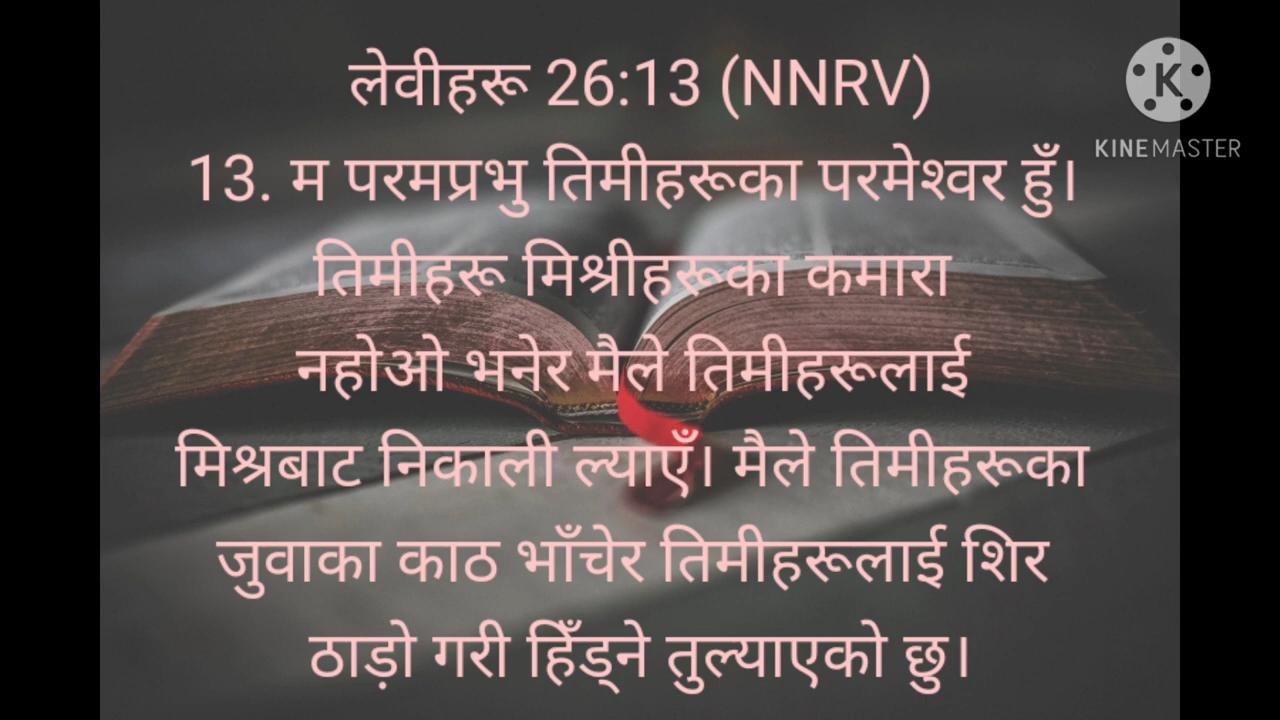 लेवीहरू 26:13 (NNRV)
13. म परमप्रभु तिमीहरूका परमेश्वर हुँ।
तिमीहरू मिश्रीहरूका कमारा
नहोओ भनेर मैले तिमीहरूलाई
मिश्रबाट निकाली ल्याएँ। मैले तिमीहरूका
जुवाका काठ भाँचेर तिमीहरूलाई शिर
ठाड़ो गरी हिँड्ने तुल्याएको छु।
K
KINEMASTER